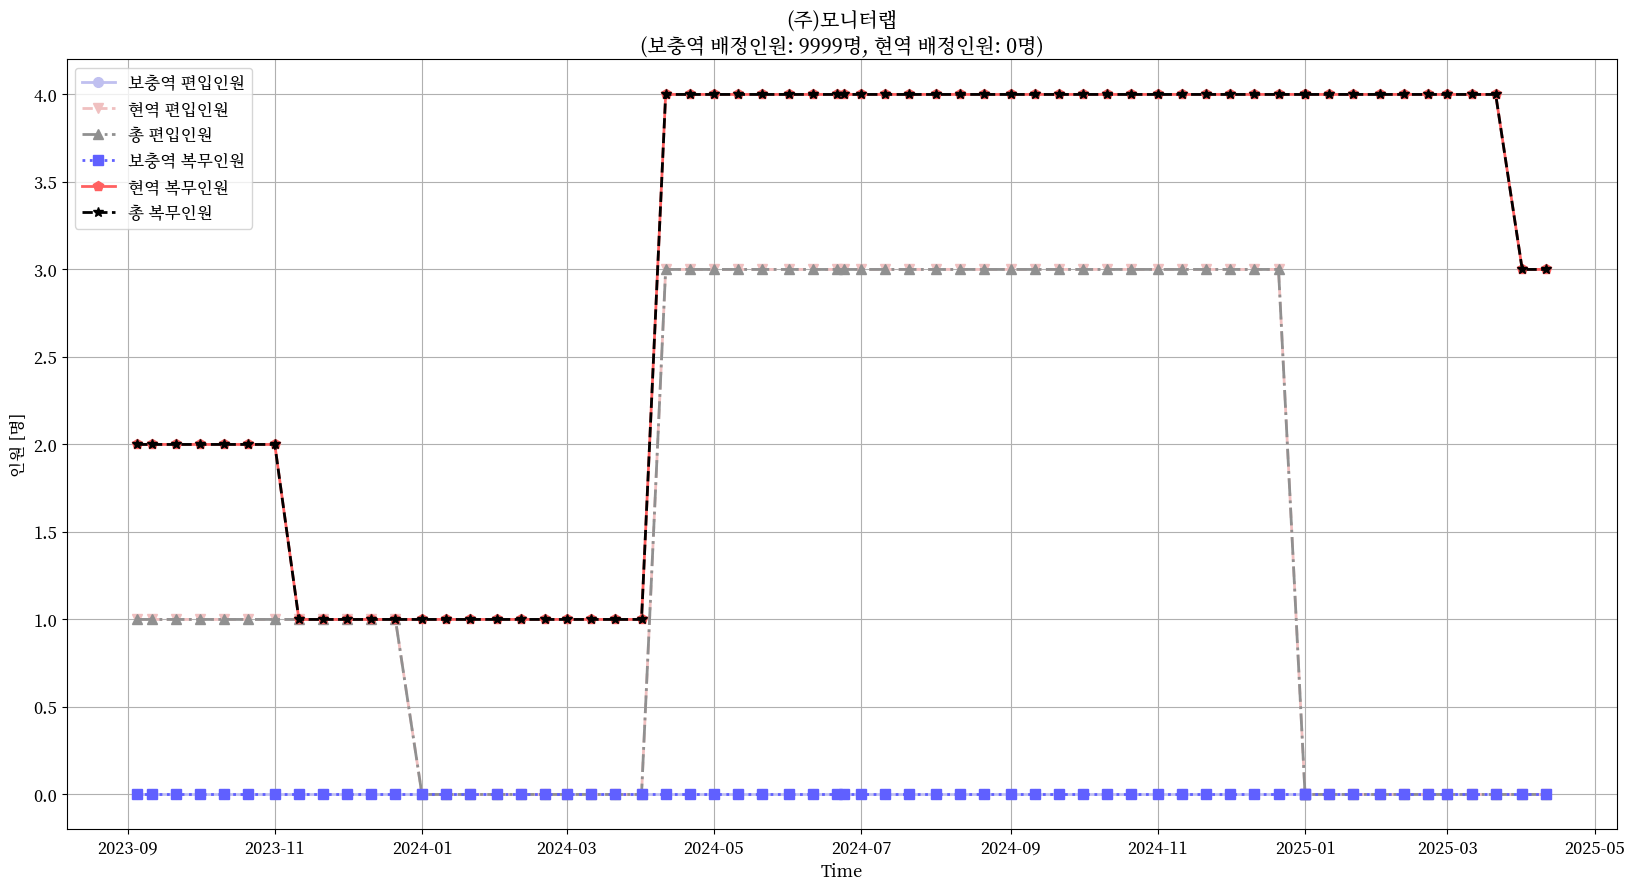 (주)모니터랩
(보충역 배정인원: 9999명, 현역 배정인원: 0명)
보충역 편입인원
현역 편입인원
총 편입인원
보충역 복무인원
현역 복무인원
총 복무인원
4.0
3.5
3.0
2.5
2.0
1.5
1.0
0.5
0.0
인원 [명]
2023-09 2023-11 2024-01 2024-03 2024-05 2024-07 2024-09 2024-11 2025-01 2025-03 2025-05
Time